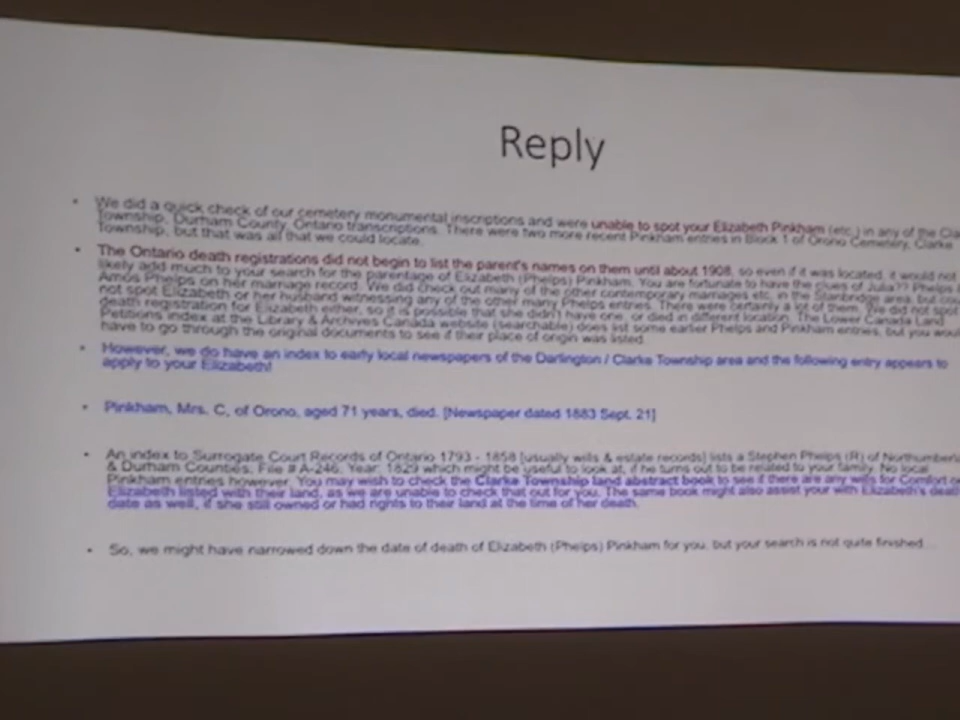 Reply
• We did a quick check of our cemetery monumental inscriptions and were unable to spot your Elizabeth Pinkham (etc.) in any of the
Township, Durham County, Ontario transcriptions. There were two more recent Pinkham entries in Block 1 of Orono Cemetery, Clarke
Township, but that was all that we could locate.
• The Ontario death registrations did not begin to list the parent's names on them until about 1908, so even if it was located, it would not
likely add much to your search for the parentage of Elizabeth (Phelps) Pinkham. You are fortunate to have the clues of Julia??
Amos Phelps on her marriage record. We did check out many of the other contemporary marriages etc. in the Stanbridge area, but
not spot Elizabeth or her husband witnessing any of the other many Phelps entries. There were certainly a lot of them. We did not spot
death registration for Elizabeth either, so it is possible that she didn't have one, or died in different location. The Lower Canada Land
Petitions index at the Library & Archives Canada website (searchable) does list some earlier Phelps and Pinkham entries, but you
have to go through the original documents to see if their place of origin was listed.
• However, we do have an index to early local newspapers of the Darlington / Clarke Township area and the following entry appears to
apply to your Elizabeth!
• Pinkham, Mrs. C, of Orono, aged 71 years, died. [Newspaper dated 1883 Sept. 21]
• An index to Surrogate Court Records of Ontario 1793 - 1858 [usually wills & estate records] lists a Stephen Phelps (R) of
& Durham Counties, File # A-246, Year, 1829 which might be useful to look at, if he turns out to be related to your family. No local
Pinkham entries however. You may wish to check the Clarke Township land abstract book to see if there are any wills for Comfort
Elizabeth listed with their land, as we are unable to check that out for you. The same book might also assist your with Elizabeth's
date as well, if she still owned or had rights to their land at the time of her death.
• So, we might have narrowed down the date of death of Elizabeth (Phelps) Pinkham for you, but your search is not quite finished...